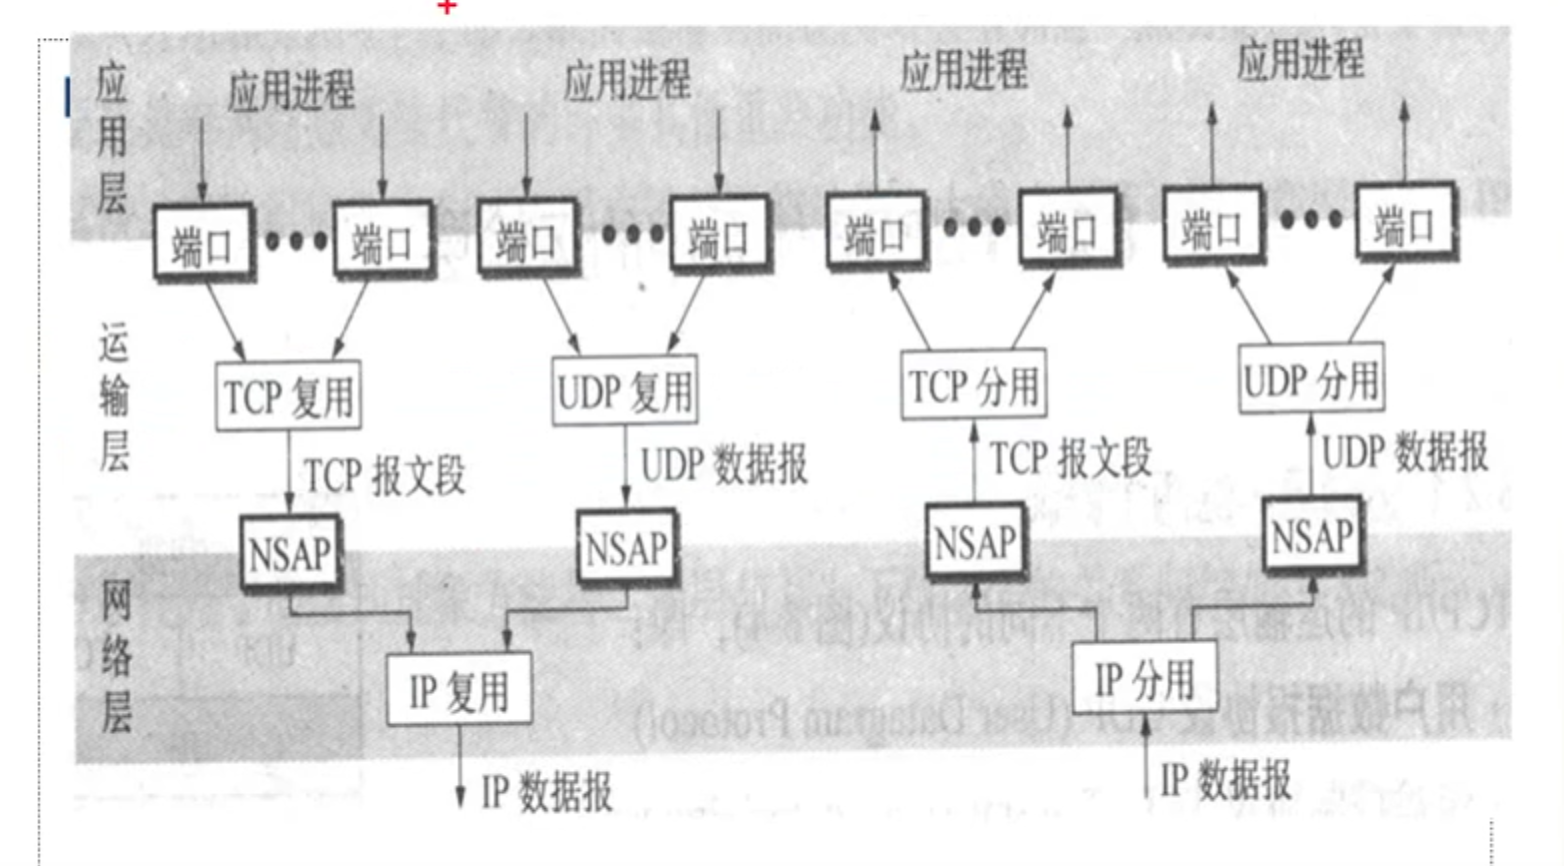 应用层
应用进程 应用进程 应用进程 应用进程
端口 端口 端口 端口 端口 端口 端口 端口
运输层
TCP 复用 UDP 复用 TCP 分用 UDP 分用
TCP 报文段 UDP 数据报 TCP 报文段 UDP 数据报
NSAP NSAP NSAP NSAP
网络层
IP 复用 IP 分用
IP 数据报 IP 数据报